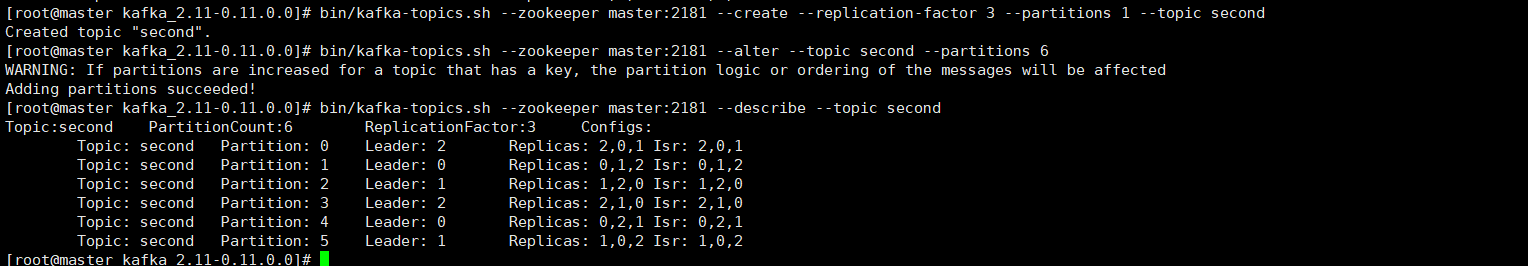 [root@master kafka_2.11-0.11.0.0]# bin/kafka-topics.sh --zookeeper master:2181 --create --replication-factor 3 --partitions 1 --topic second
Created topic "second".
[root@master kafka_2.11-0.11.0.0]# bin/kafka-topics.sh --zookeeper master:2181 --alter --topic second --partitions 6
WARNING: If partitions are increased for a topic that has a key, the partition logic or ordering of the messages will be affected
Adding partitions succeeded!
[root@master kafka_2.11-0.11.0.0]# bin/kafka-topics.sh --zookeeper master:2181 --describe --topic second
Topic:second    PartitionCount:6        ReplicationFactor:3     Configs:
        Topic: second   Partition: 0    Leader: 2       Replicas: 2,0,1 Isr: 2,0,1
        Topic: second   Partition: 1    Leader: 0       Replicas: 0,1,2 Isr: 0,1,2
        Topic: second   Partition: 2    Leader: 1       Replicas: 1,2,0 Isr: 1,2,0
        Topic: second   Partition: 3    Leader: 2       Replicas: 2,1,0 Isr: 2,1,0
        Topic: second   Partition: 4    Leader: 0       Replicas: 0,2,1 Isr: 0,2,1
        Topic: second   Partition: 5    Leader: 1       Replicas: 1,0,2 Isr: 1,0,2
[root@master kafka_2.11-0.11.0.0]#